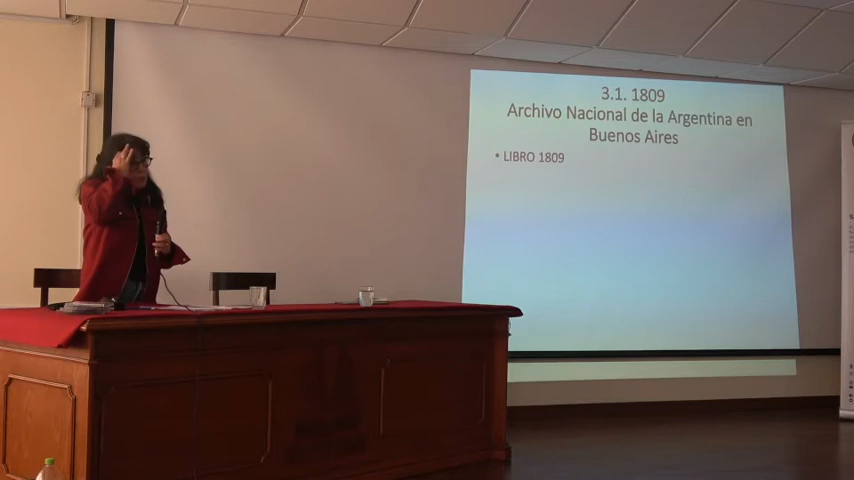 3.1. 1809
Archivo Nacional de la Argentina en
Buenos Aires
• LIBRO 1809